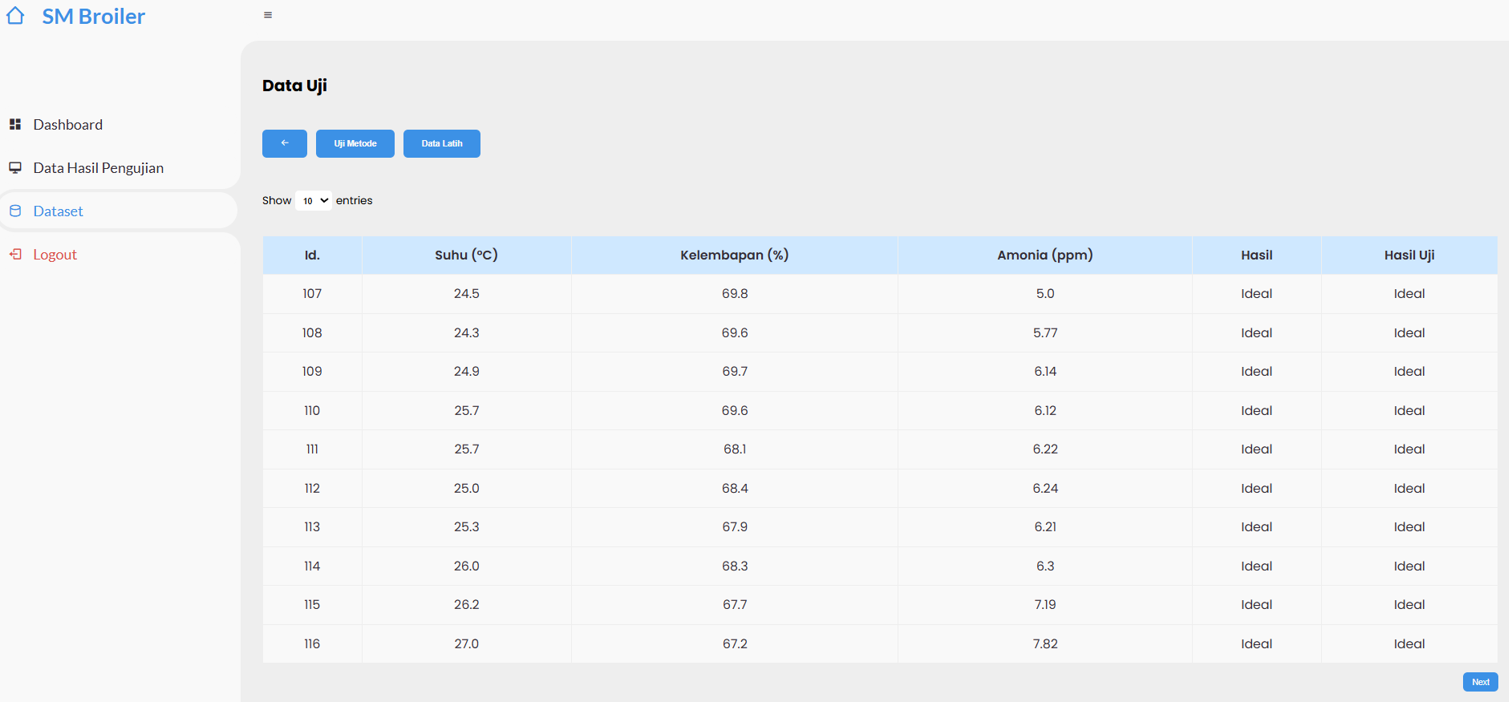 SM Broiler
Dashboard
Data Hasil Pengujian
Dataset
Logout
Data Uji
← Uji Metode Data Latih
Show 10 entries
Id. Suhu (°C) Kelembapan (%) Amonia (ppm) Hasil Hasil Uji
107 24.5 69.8 5.0 Ideal Ideal
108 24.3 69.6 5.77 Ideal Ideal
109 24.9 69.7 6.14 Ideal Ideal
110 25.7 69.6 6.12 Ideal Ideal
111 25.7 68.1 6.22 Ideal Ideal
112 25.0 68.4 6.24 Ideal Ideal
113 25.3 67.9 6.21 Ideal Ideal
114 26.0 68.3 6.3 Ideal Ideal
115 26.2 67.7 7.19 Ideal Ideal
116 27.0 67.2 7.82 Ideal Ideal
Next